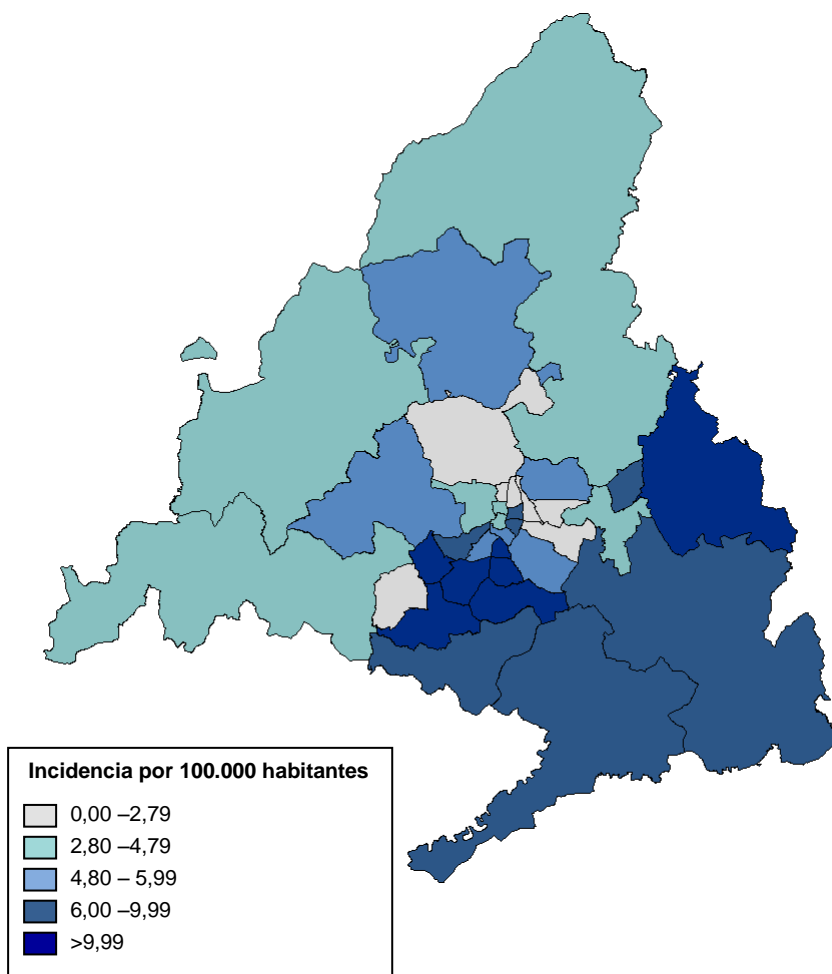 Incidencia por 100.000 habitantes
0,00 –2,79
2,80 –4,79
4,80 – 5,99
6,00 –9,99
>9,99